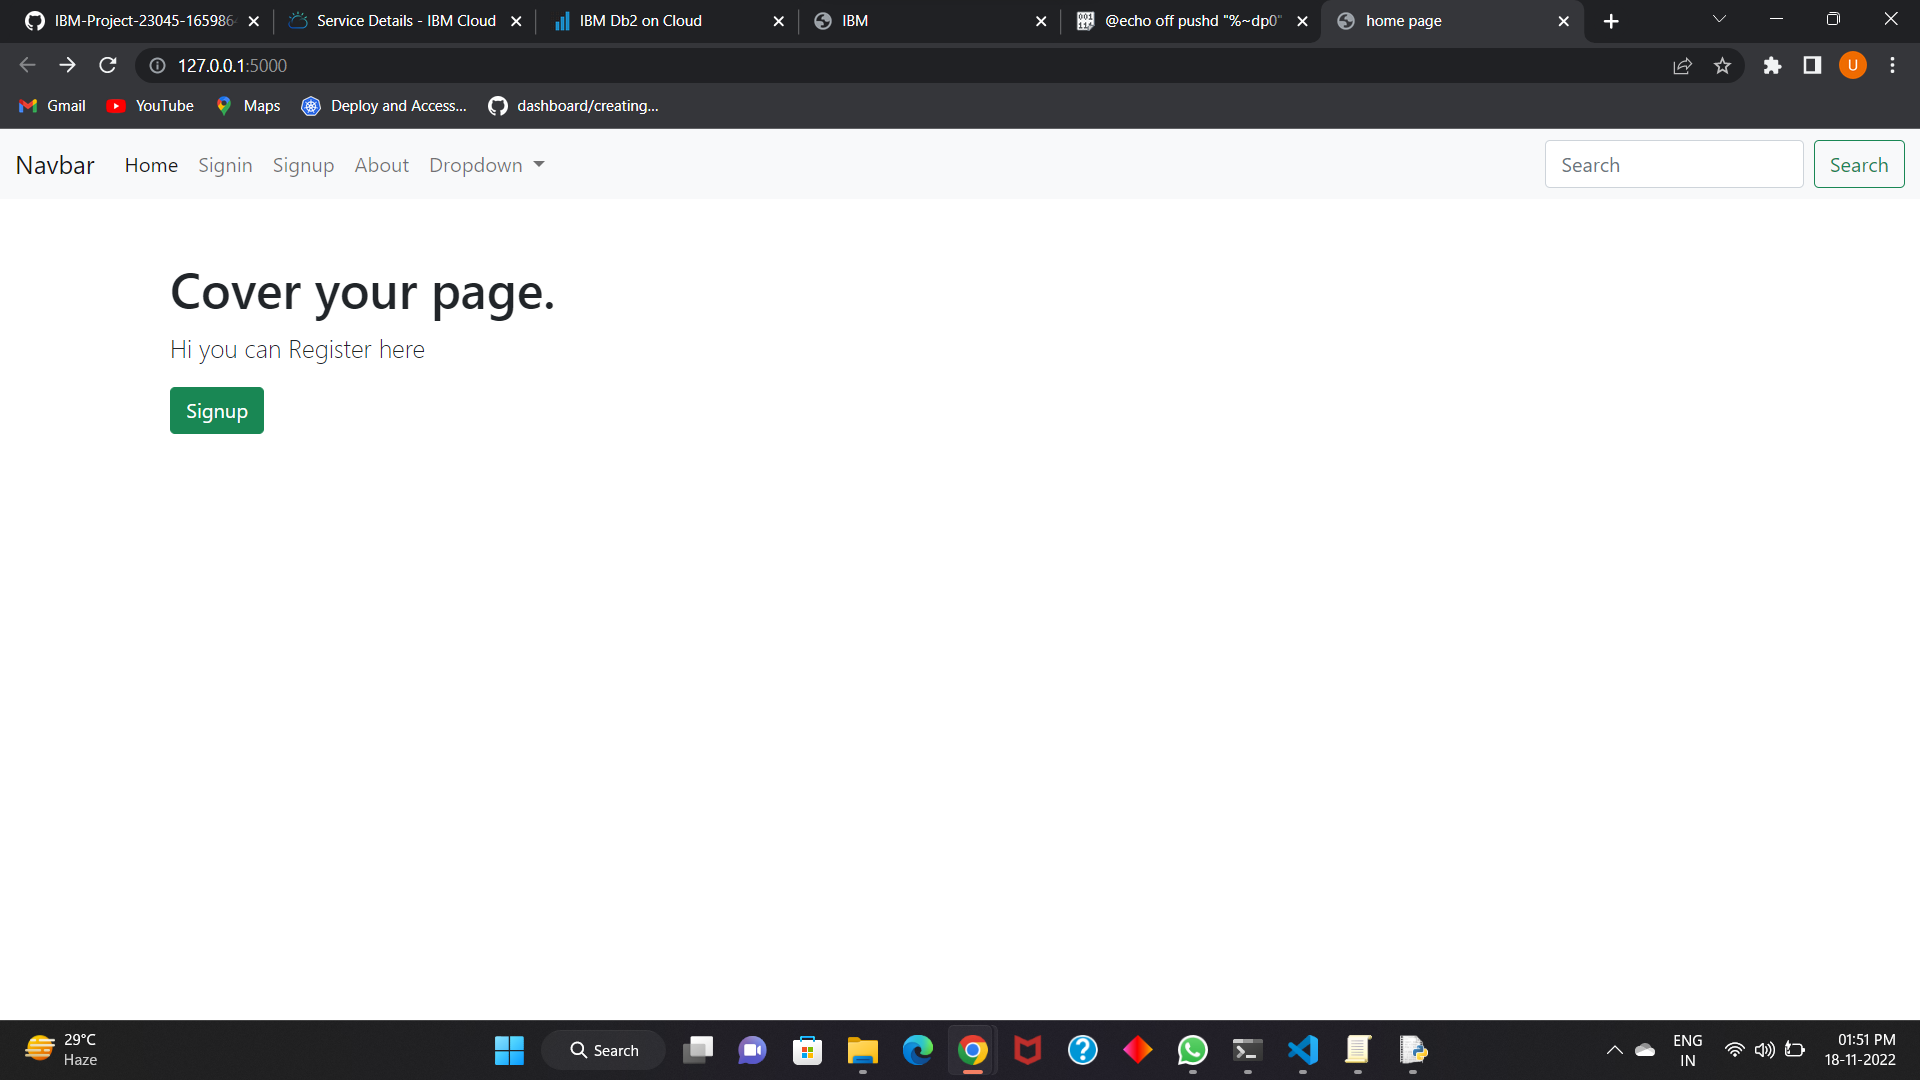 IBM-Project-23045-165986
Service Details - IBM Cloud
IBM Db2 on Cloud
IBM
@echo off pushd "%~dp0"
home page
127.0.0.1:5000
U
Gmail
YouTube
Maps
Deploy and Access...
dashboard/creating...
Navbar
Home
Signin
Signup
About
Dropdown
Search
Search
Cover your page.
Hi you can Register here
Signup
29°C
Haze
Search
ENG
IN
01:51 PM
18-11-2022